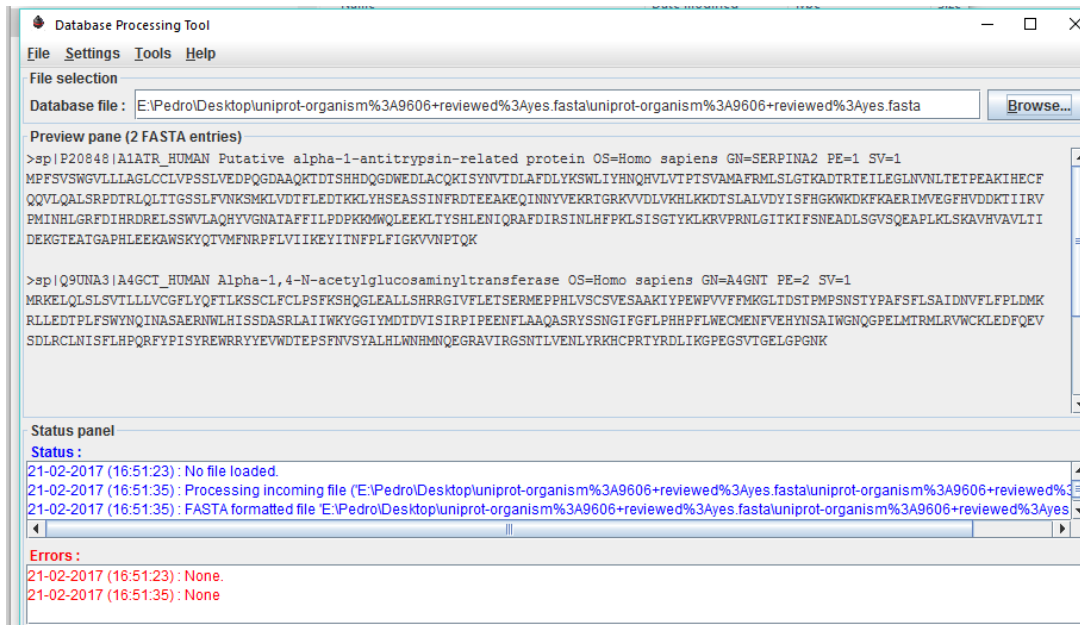 Database Processing Tool
File Settings Tools Help
File selection
Database file : E:\Pedro\Desktop\uniprot-organism%3A9606+reviewed%3Ayes.fasta\uniprot-organism%3A9606+reviewed%3Ayes.fasta Browse...
Preview pane (2 FASTA entries)
>sp|P20848|A1ATR_HUMAN Putative alpha-1-antitrypsin-related protein OS=Homo sapiens GN=SERPINA2 PE=1 SV=1
MPFSVSWGVLLLAGLCCLVPSSLVEDPQGDAAQKTDTSHHDQGDWEDLACQKISYNVTDLAFDLYKSWLIYHNQHVLVTPTSVAMAFRMLSLGTKADTRTEILEGLNVNLTETPEAKIHECF
QQVLQALSRPDTRLQLTTGSSLFVNKSMKLVDTFLEDTKKLYHSEASSINFRDTEEAKEQINNYVEKRTGRKVVDLVKHLKKDTSLALVDYISFHGKWKDKFKAERIMVEGFHVDDKTIIRV
PMINHLGRFDIHRDRELSSWVLAQHYVGNATAFFILPDPKKMWQLEEKLTYSHLENIQRAFDIRSINLHFPKLSISGTYKLKRVPRNLGITKIFSNEADLSGVSQEAPLKLSKAVHVAVLTI
DEKGTEATGAPHLEEKAWSKYQTVMFNRPFLVIIKEYITNFPLFIGKVVNPTQK
>sp|Q9UNA3|A4GCT_HUMAN Alpha-1,4-N-acetylglucosaminyltransferase OS=Homo sapiens GN=A4GNT PE=2 SV=1
MRKELQLSLSVTLLLVCGFLYQFTLKSSCLFCLPSFKSHQGLEALLSHRRGIVFLETSERMEPPHLVSCSVESAAKIYPEWPVVFFMKGLTDSTPMPSNSTYPAFSFLSAIDNVFLFPLDMK
RLLEDTPLFSWYNQINASAERNWLHISSDASRLAIIWKYGGIYMDTDVISIRPIPEENFLAAQASRYSSNGIFGFLPHHPFLWECMENFVEHYNSAIWGNQGPELMTRMLRVWCKLEDFQEV
SDLRCLNISFLHPQRFYPISYREWRRYYEVWDTEPSFNVSYALHLWNHMNQEGRAVIRGSNTLVENLYRKHCPRTYRDLIKGPEGSVTGELGPGNK
Status panel
Status :
21-02-2017 (16:51:23) : No file loaded.
21-02-2017 (16:51:35) : Processing incoming file ('E:\Pedro\Desktop\uniprot-organism%3A9606+reviewed%3Ayes.fasta\uniprot-organism%3A9606+reviewed%3
21-02-2017 (16:51:35) : FASTA formatted file 'E:\Pedro\Desktop\uniprot-organism%3A9606+reviewed%3Ayes.fasta\uniprot-organism%3A9606+reviewed%3Ayes
Errors :
21-02-2017 (16:51:23) : None.
21-02-2017 (16:51:35) : None